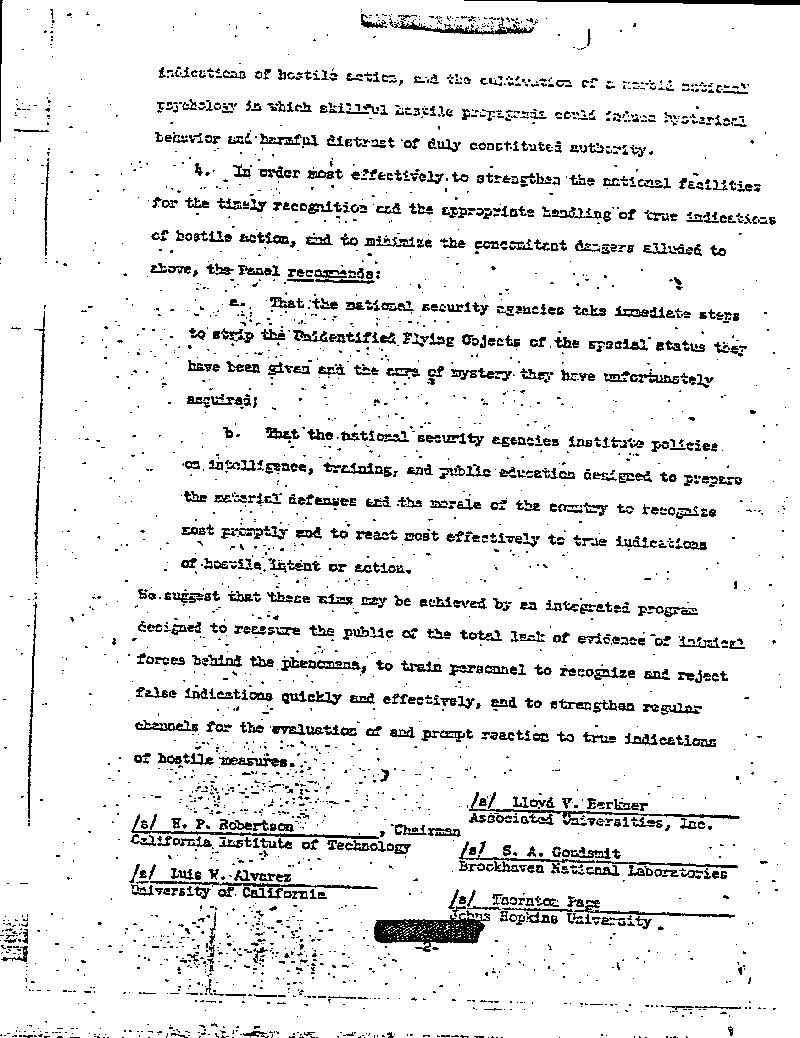 indications of hostile action, and the cultivation of a morbid national
psychology in which skillful hostile propaganda could induce hysterical
behavior and harmful distrust of duly constituted authority.
4. In order most effectively to strengthen the national facilities
for the timely recognition and the appropriate handling of true indications
of hostile action, and to minimize the concomitant dangers alluded to
above, the Panel recommends:
a. That the national security agencies take immediate steps
to strip the Unidentified Flying Objects of the special status they
have been given and the aura of mystery they have unfortunately
acquired;
b. That the national security agencies institute policies
on intelligence, training, and public education designed to prepare
the material defenses and the morale of the country to recognize
most promptly and to react most effectively to true indications
of hostile intent or action.
We suggest that these aims may be achieved by an integrated program
designed to reassure the public of the total lack of evidence of inimical
forces behind the phenomena, to train personnel to recognize and reject
false indications quickly and effectively, and to strengthen regular
channels for the evaluation of and prompt reaction to true indications
of hostile measures.
/s/ Lloyd V. Berkner
Associated Universities, Inc.
/s/ H. P. Robertson, Chairman
California Institute of Technology
/s/ S. A. Goudsmit
Brookhaven National Laboratories
/s/ Luis W. Alvarez
University of California
/s/ Thornton Page
Johns Hopkins University.
-2-